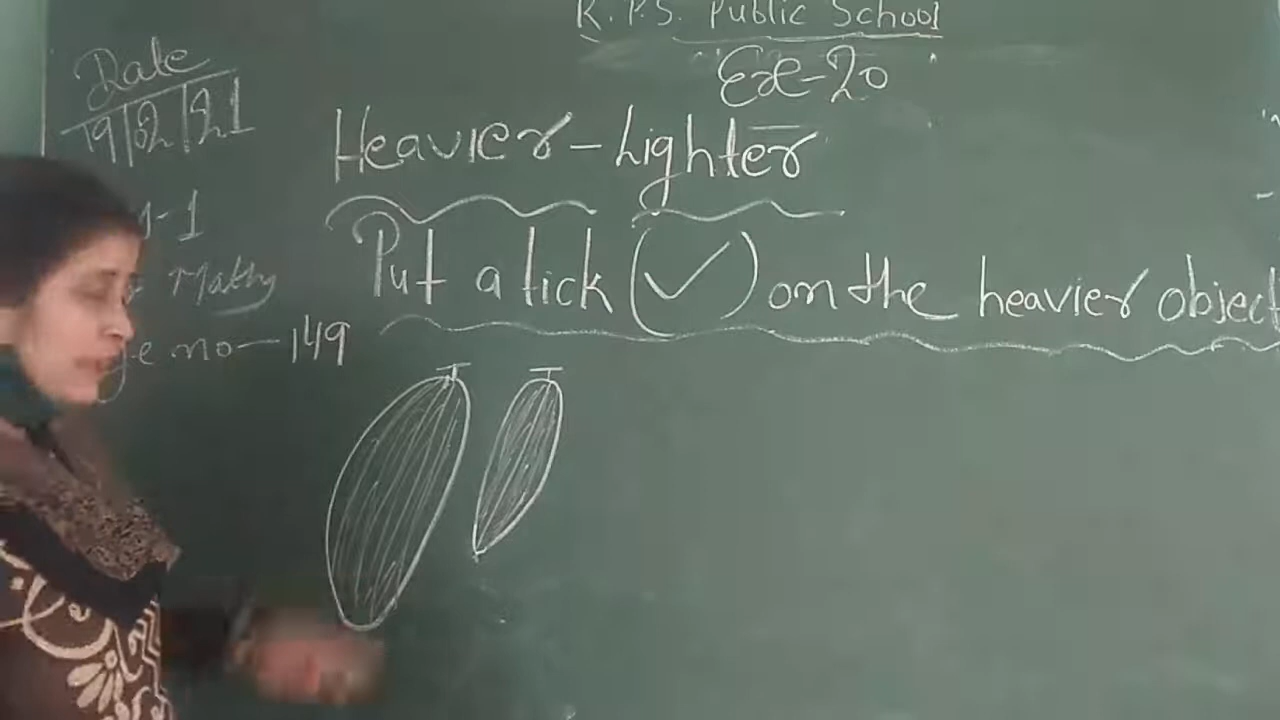 R.P.S. Public School
Ex-20
Date
19/02/21
Heavier-Lighter
-1
Maths
Put a tick (✓) on the heavier object
e no-149